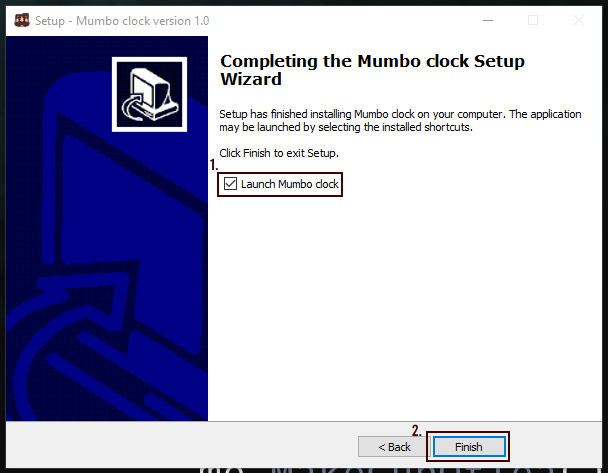 Setup - Mumbo clock version 1.0
Completing the Mumbo clock Setup
Wizard
Setup has finished installing Mumbo clock on your computer. The application
may be launched by selecting the installed shortcuts.
Click Finish to exit Setup.
1.
Launch Mumbo clock
2.
< Back
Finish